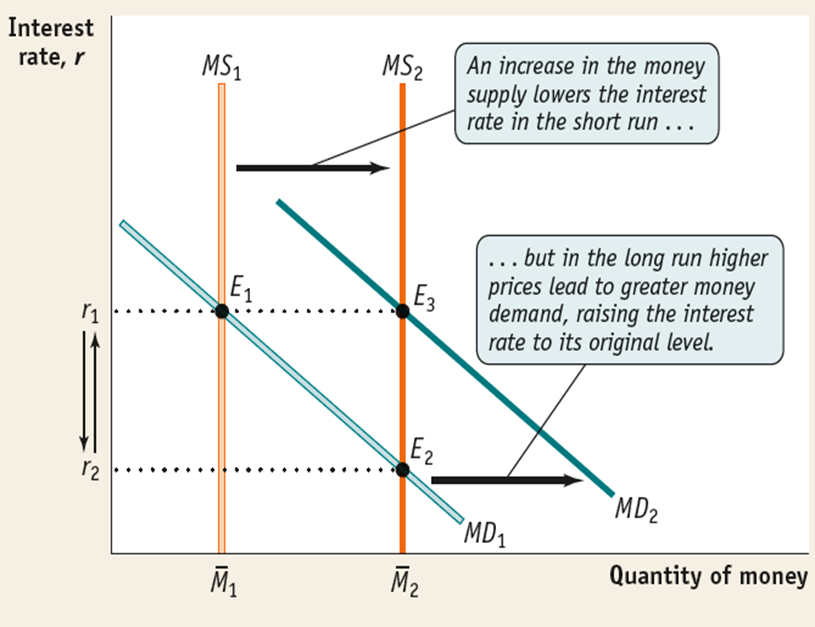 Interest
rate, r
MS₁
MS₂
An increase in the money
supply lowers the interest
rate in the short run ...
... but in the long run higher
prices lead to greater money
demand, raising the interest
rate to its original level.
E₁
E₃
r₁
E₂
r₂
MD₂
MD₁
M̅₁
M̅₂
Quantity of money